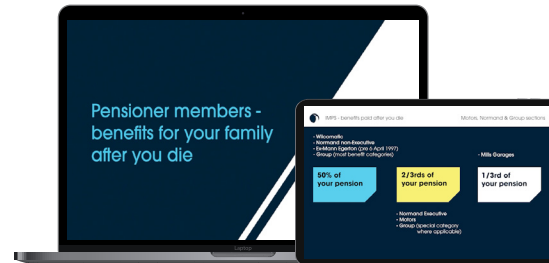 Pensioner members -
benefits for your family
after you die
IMPS - benefits paid after you die
Motors, Normand & Group sections
- Wilcomatic
- Normand non-Executive
- Ex-Mann Egerton (pre 6 April 1997)
- Group (most benefit categories)
- Mills Garages
50% of
your pension
2/3rds of
your pension
1/3rd of
your pension
- Normand Executive
- Motors
- Group (special category
where applicable)
Laptop